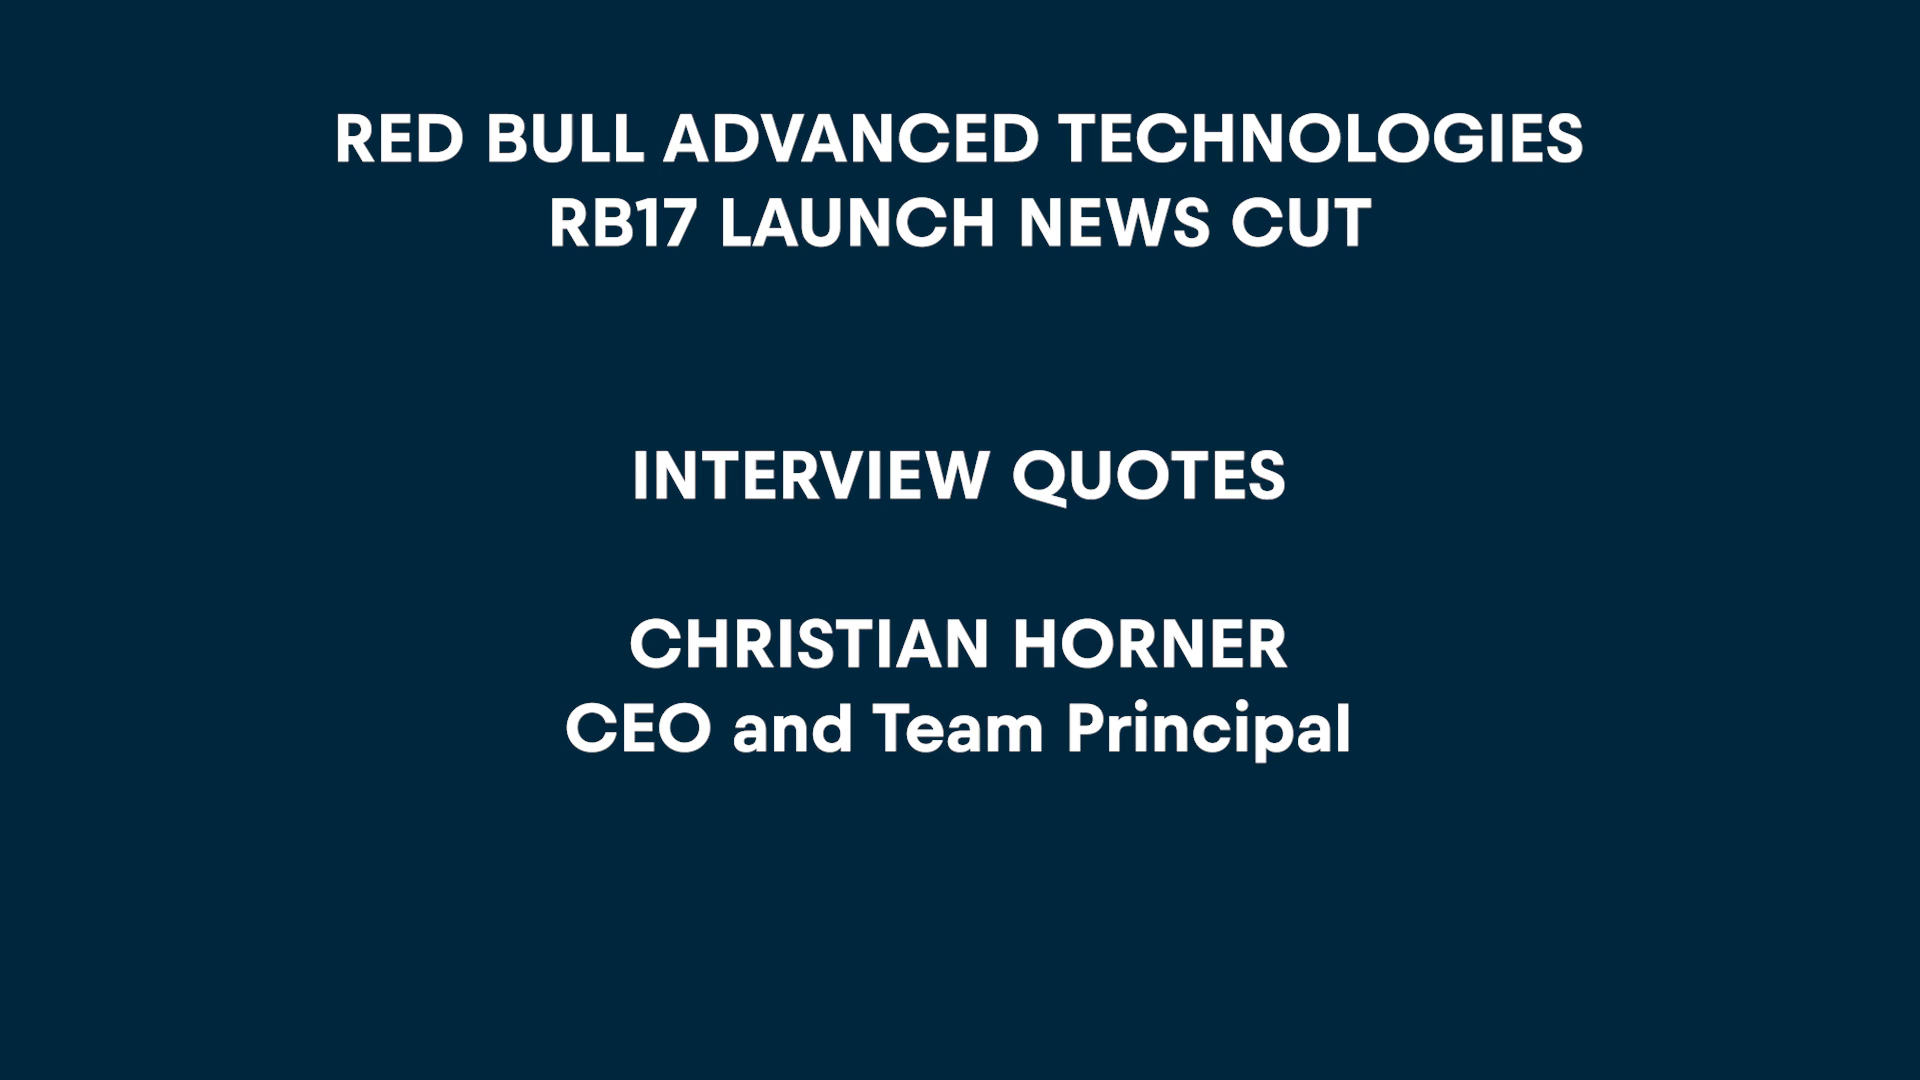 RED BULL ADVANCED TECHNOLOGIES
RB17 LAUNCH NEWS CUT
INTERVIEW QUOTES
CHRISTIAN HORNER
CEO and Team Principal